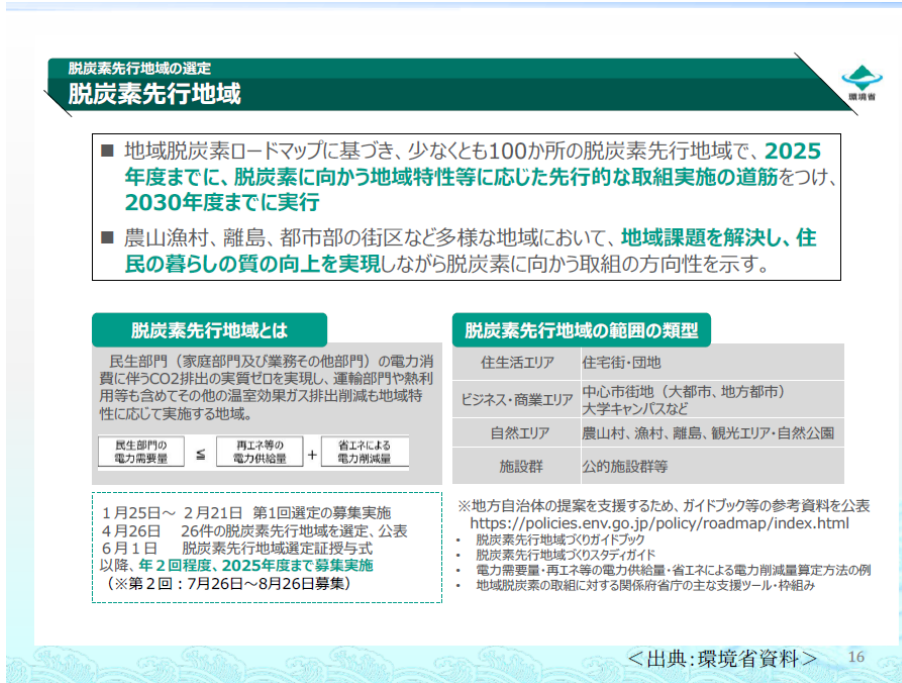 脱炭素先行地域の選定
脱炭素先行地域
環境省
■ 地域脱炭素ロードマップに基づき、少なくとも100か所の脱炭素先行地域で、2025
年度までに、脱炭素に向かう地域特性等に応じた先行的な取組実施の道筋をつけ、
2030年度までに実行
■ 農山漁村、離島、都市部の街区など多様な地域において、地域課題を解決し、住
民の暮らしの質の向上を実現しながら脱炭素に向かう取組の方向性を示す。
脱炭素先行地域とは
民生部門（家庭部門及び業務その他部門）の電力消
費に伴うCO2排出の実質ゼロを実現し、運輸部門や熱利
用等も含めてその他の温室効果ガス排出削減も地域特
性に応じて実施する地域。
民生部門の
電力需要量
≦
再エネ等の
電力供給量
+
省エネによる
電力削減量
1月25日～ 2月21日 第1回選定の募集実施
4月26日 26件の脱炭素先行地域を選定、公表
6月1日 脱炭素先行地域選定証授与式
以降、年２回程度、2025年度まで募集実施
（※第２回：7月26日～8月26日募集）
脱炭素先行地域の範囲の類型
住生活エリア 住宅街・団地
ビジネス・商業エリア 中心市街地（大都市、地方都市）
大学キャンパスなど
自然エリア 農山村、漁村、離島、観光エリア・自然公園
施設群 公的施設群等
※地方自治体の提案を支援するため、ガイドブック等の参考資料を公表
https://policies.env.go.jp/policy/roadmap/index.html
• 脱炭素先行地域づくりガイドブック
• 脱炭素先行地域づくりスタディガイド
• 電力需要量・再エネ等の電力供給量・省エネによる電力削減量算定方法の例
• 地域脱炭素の取組に対する関係府省庁の主な支援ツール・枠組み
＜出典：環境省資料＞
16